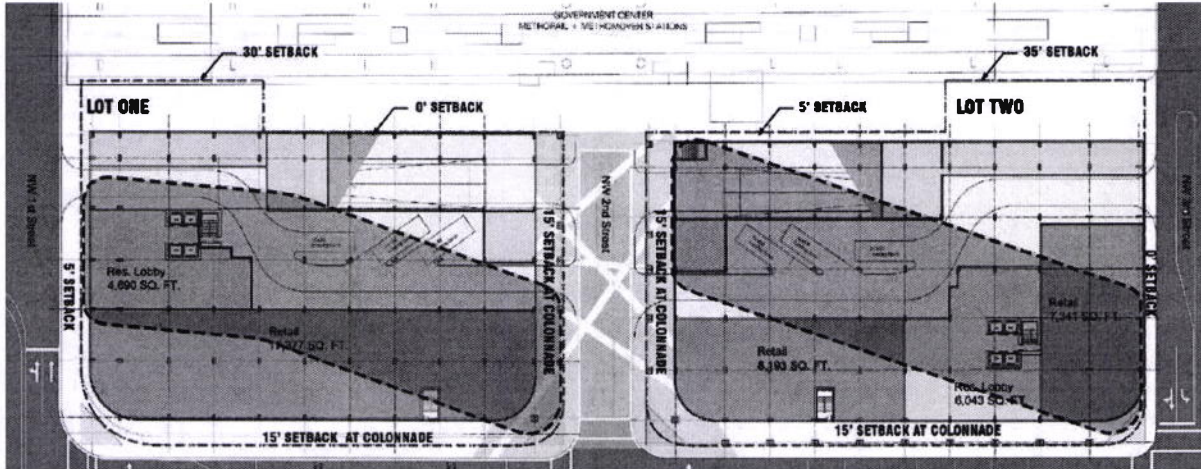 GOVERNMENT CENTER
METRORAIL + METROMOVER STATIONS
30' SETBACK
35' SETBACK
LOT ONE
0' SETBACK
5' SETBACK
LOT TWO
NW 1st Street
NW 2nd Street
NW 3rd Street
15' SETBACK AT COLONNADE
15' SETBACK AT COLONNADE
5' SETBACK
0' SETBACK
Res. Lobby
4,690 SQ. FT.
Retail
SQ. FT.
Retail
7,341 SQ. FT.
Retail
8,193 SQ. FT.
Res. Lobby
6,043 SQ. FT.
15' SETBACK AT COLONNADE
15' SETBACK AT COLONNADE